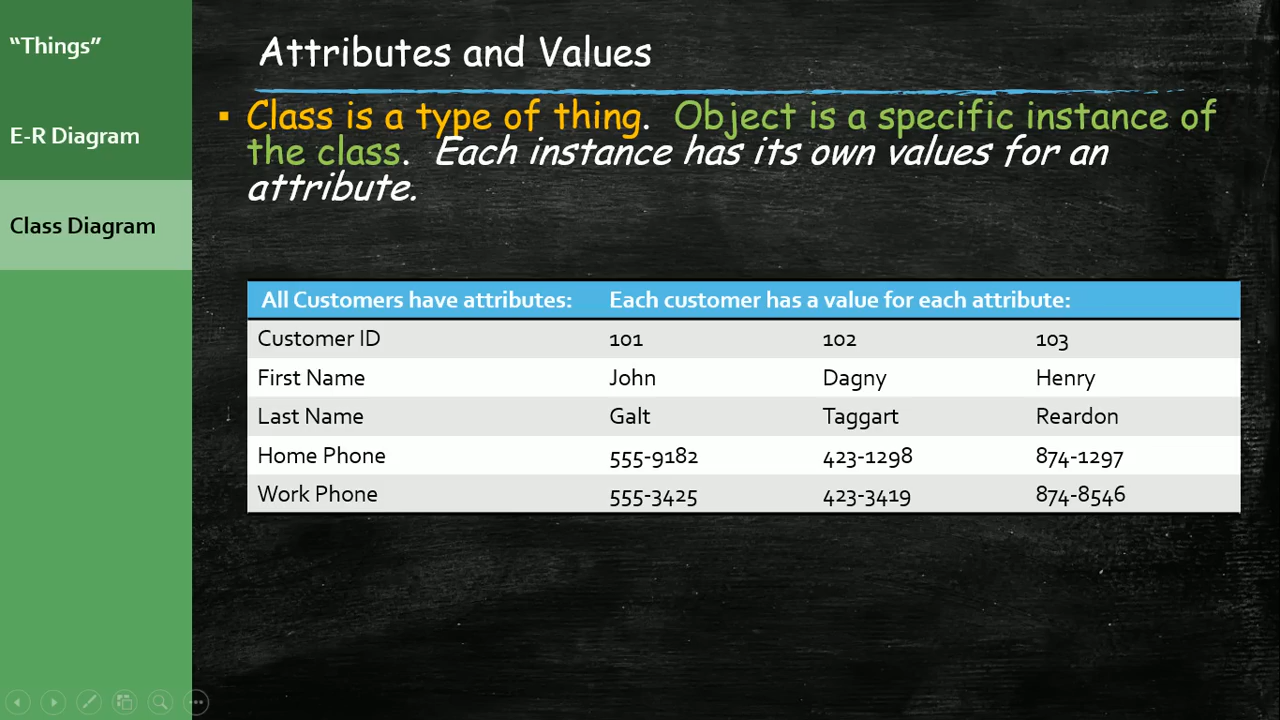 “Things”
E-R Diagram
Class Diagram
Attributes and Values
▪ Class is a type of thing. Object is a specific instance of
the class. Each instance has its own values for an
attribute.
All Customers have attributes: Each customer has a value for each attribute:
Customer ID 101 102 103
First Name John Dagny Henry
Last Name Galt Taggart Reardon
Home Phone 555-9182 423-1298 874-1297
Work Phone 555-3425 423-3419 874-8546